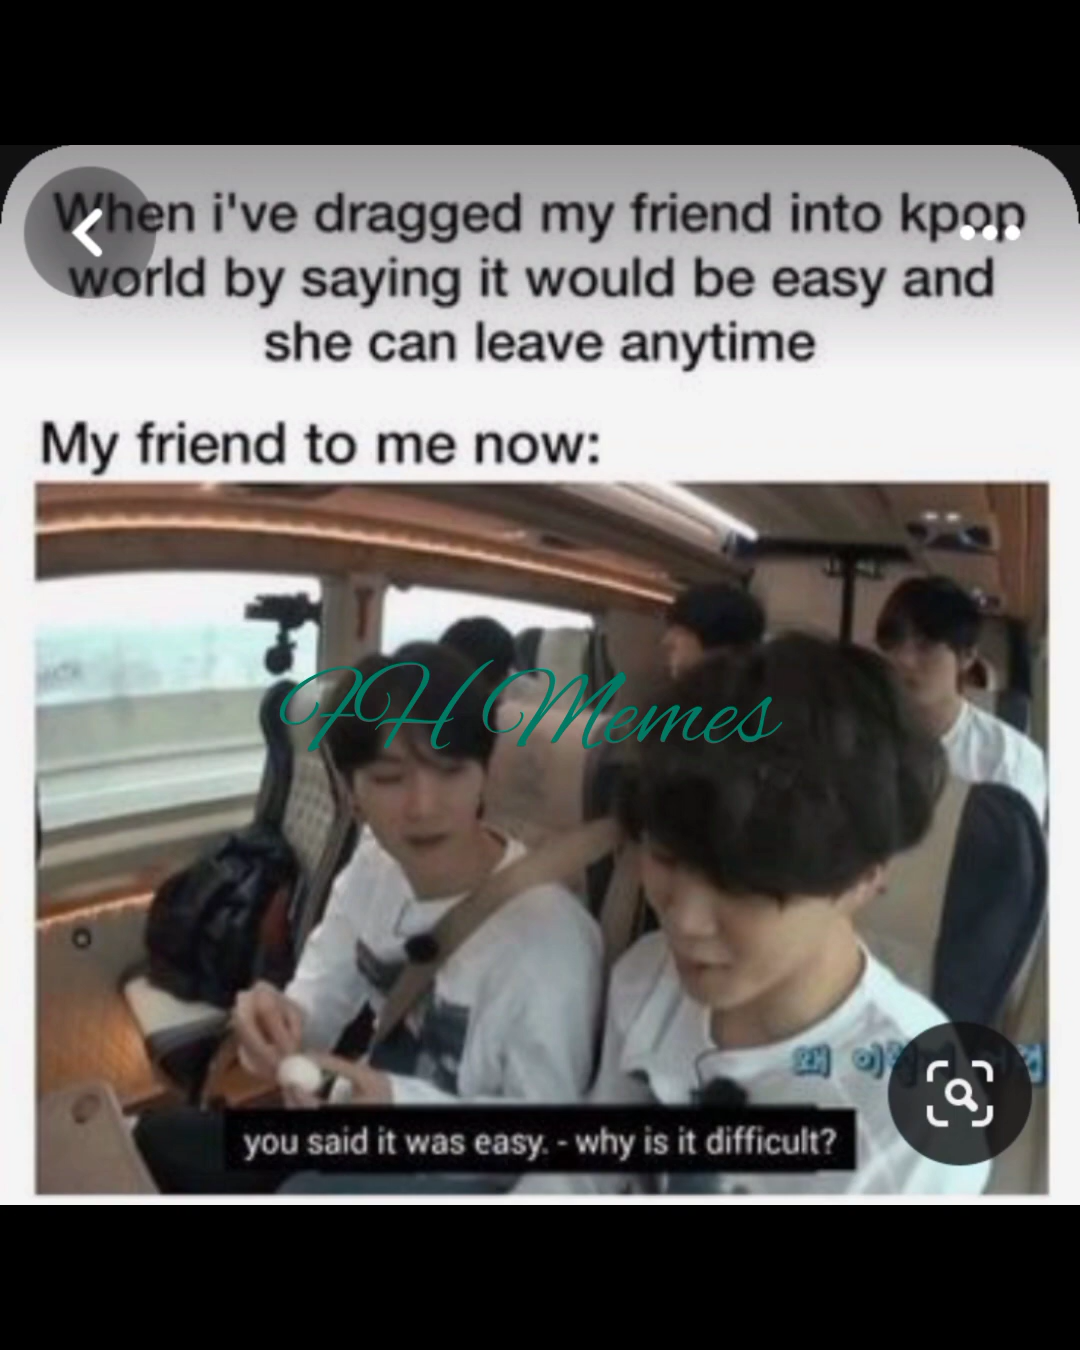 When i've dragged my friend into kpop
world by saying it would be easy and
she can leave anytime
My friend to me now:
FH Memes
왜
you said it was easy. - why is it difficult?